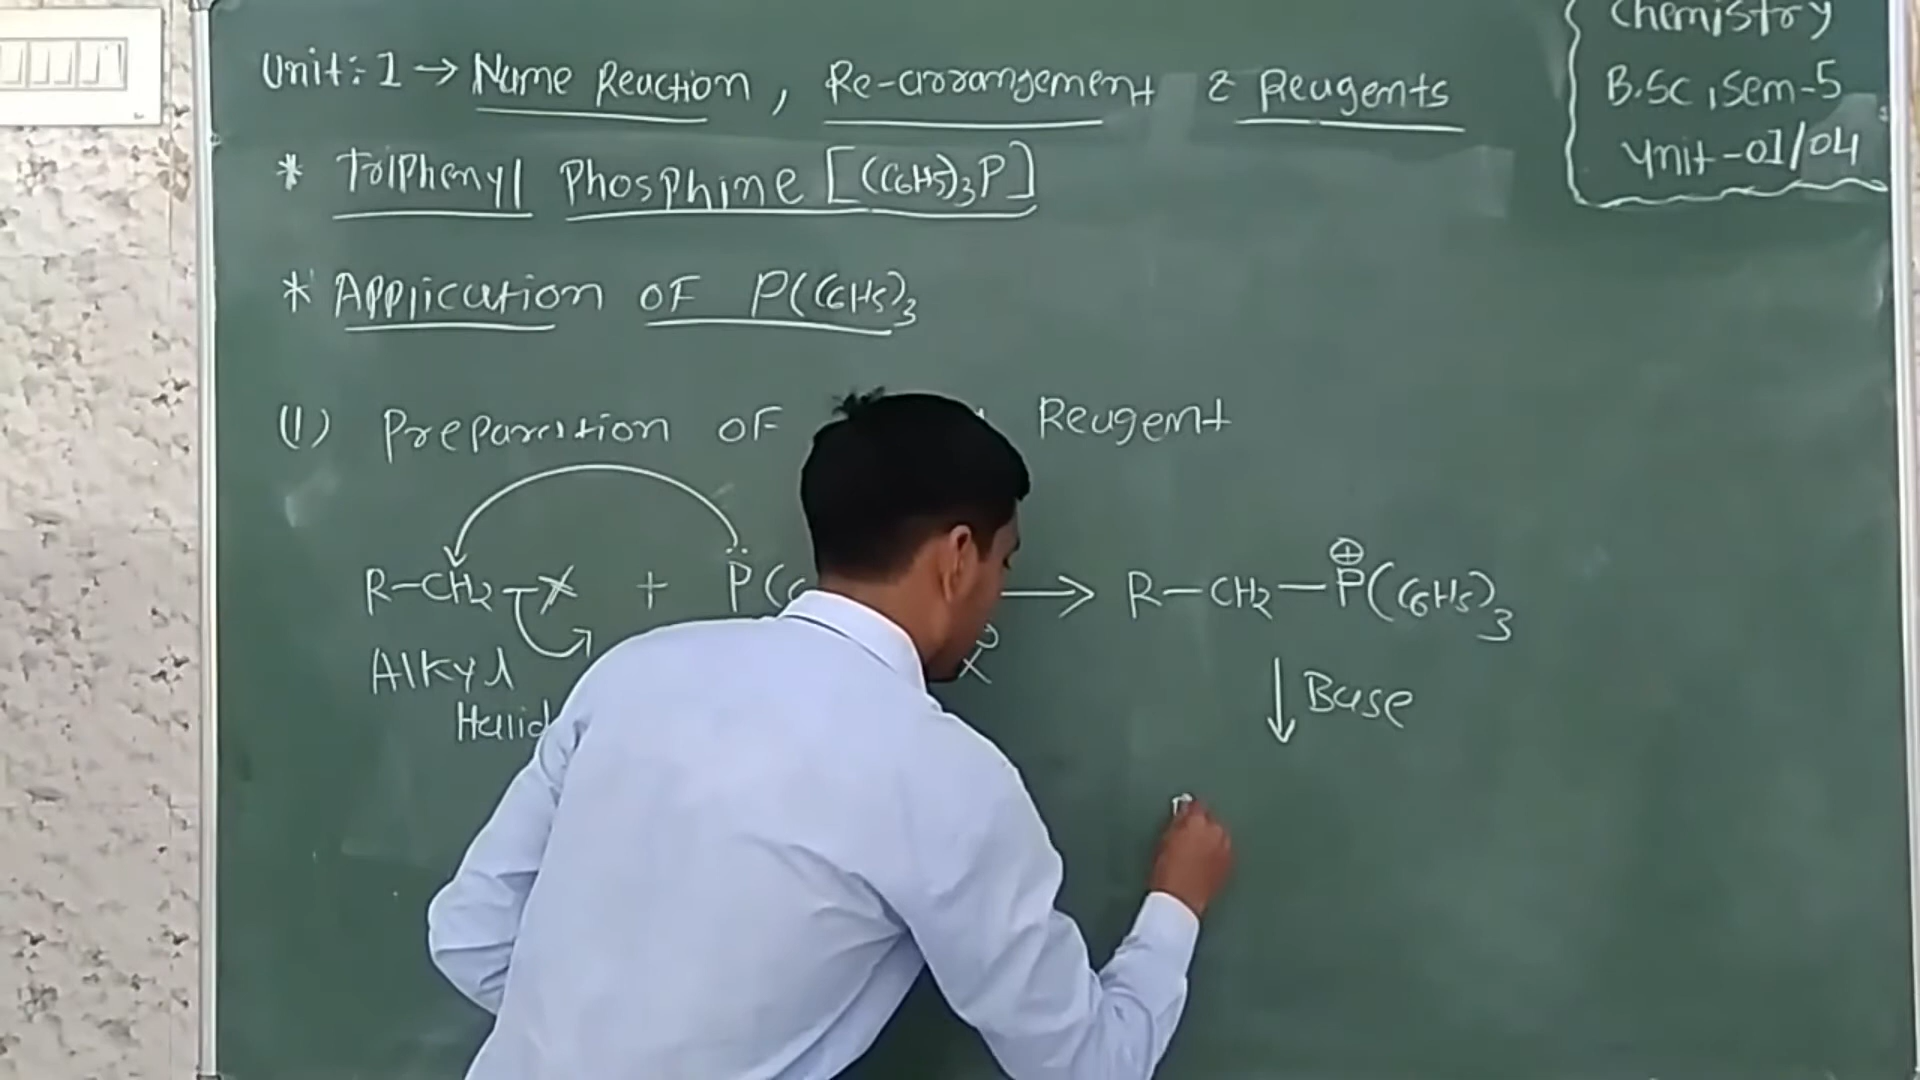 Chemistry
B.Sc, Sem-5
Unit-01/04
Unit:1 → Name Reaction, Re-arrangement & Reagents
* Triphenyl Phosphine [(C6H5)3P]
* Application OF P(C6H5)3
(1) Preparation OF Reagent
R-CH2-X + P̈(C → R-CH2-P⊕(C6H5)3
Alkyl
X
↓ Base